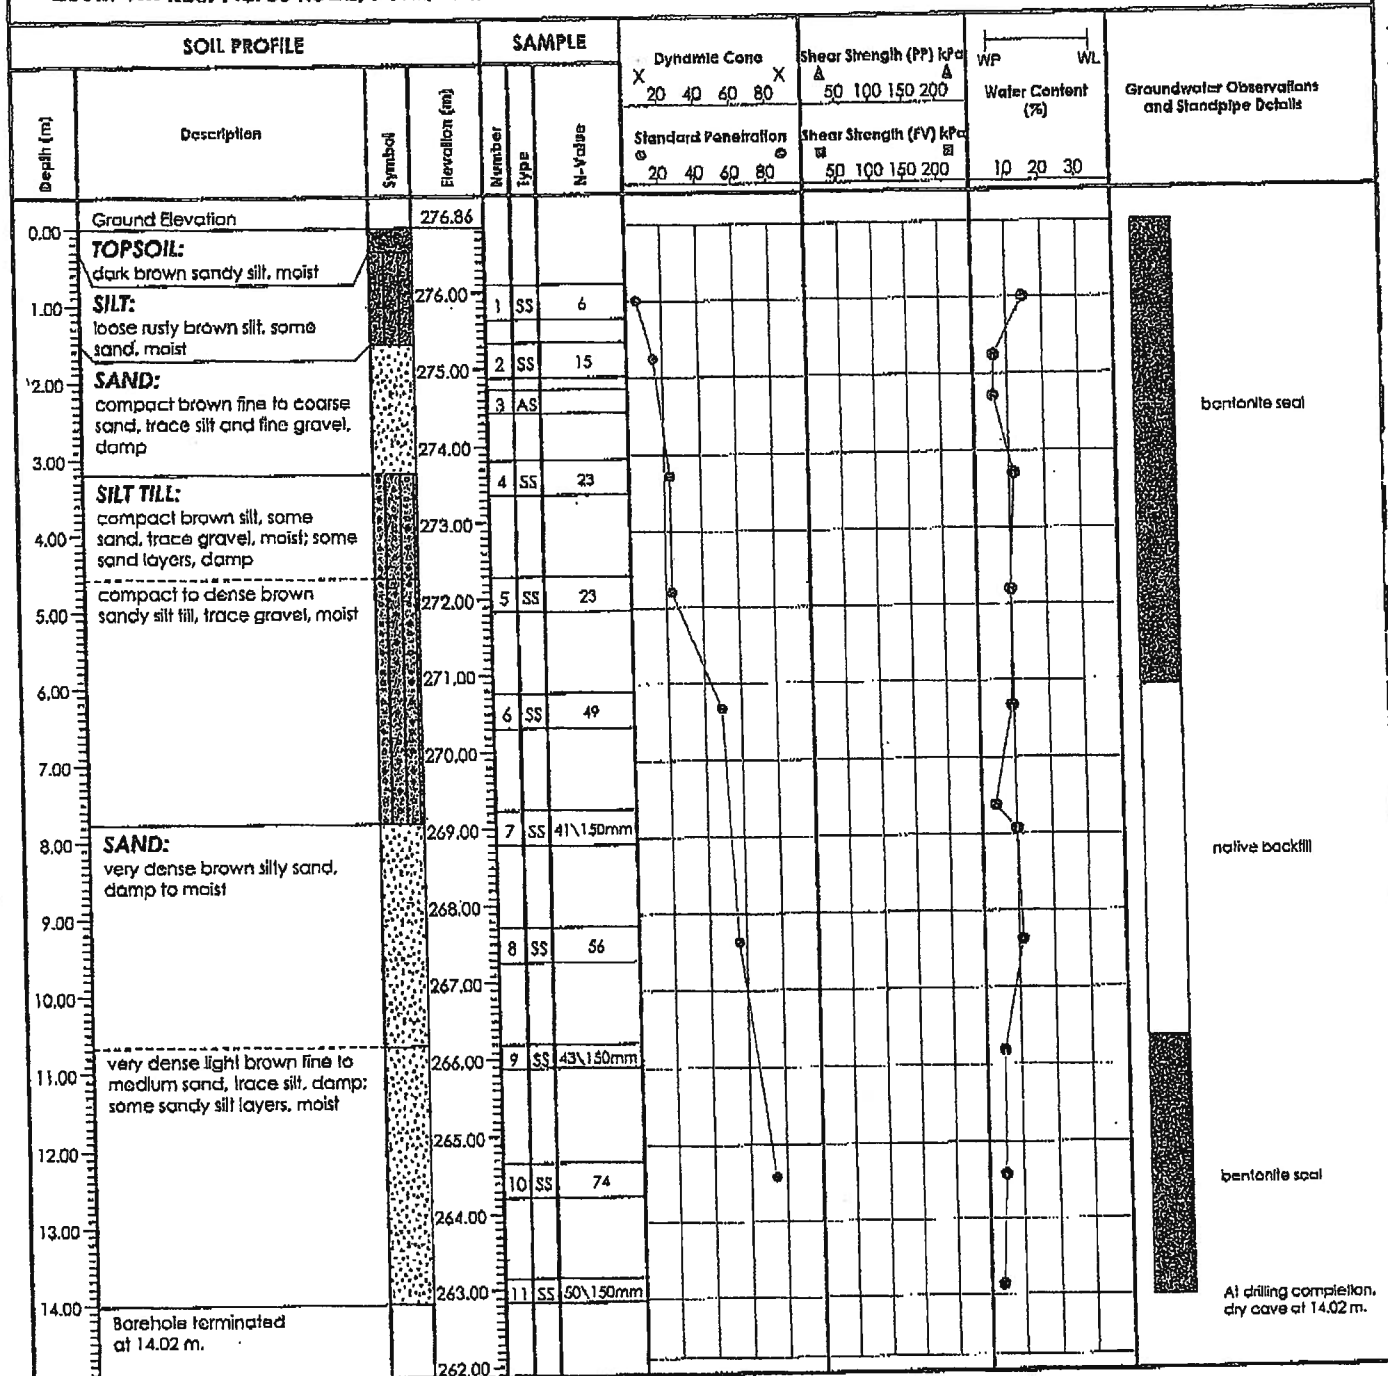 SOIL PROFILE
SAMPLE
Depth (m)
Description
Symbol
Elevation (m)
Number
Type
N-Value
Dynamic Cone
X X
20 40 60 80
Standard Penetration
20 40 60 80
Shear Strength (PP) kPa
50 100 150 200
Shear Strength (FV) kPa
50 100 150 200
WP WL
Water Content
(%)
10 20 30
Groundwater Observations
and Standpipe Details
Ground Elevation
276.86
0.00
TOPSOIL:
dark brown sandy silt, moist
276.00
1.00
SILT:
loose rusty brown silt, some
sand, moist
1 SS 6
275.00
2 SS 15
2.00
SAND:
compact brown fine to coarse
sand, trace silt and fine gravel,
damp
3 AS
bentonite seal
274.00
3.00
4 SS 23
SILT TILL:
compact brown silt, some
sand, trace gravel, moist; some
sand layers, damp
273.00
4.00
compact to dense brown
sandy silt till, trace gravel, moist
272.00
5 SS 23
5.00
271.00
6.00
6 SS 49
270.00
7.00
269.00
7 SS 41\150mm
8.00
SAND:
very dense brown silty sand,
damp to moist
native backfill
268.00
9.00
8 SS 56
267.00
10.00
very dense light brown fine to
medium sand, trace silt, damp;
some sandy silt layers, moist
266.00
9 SS 43\150mm
11.00
265.00
12.00
10 SS 74
bentonite seal
264.00
13.00
263.00
11 SS 50\150mm
14.00
Borehole terminated
at 14.02 m.
At drilling completion,
dry cave at 14.02 m.
262.00